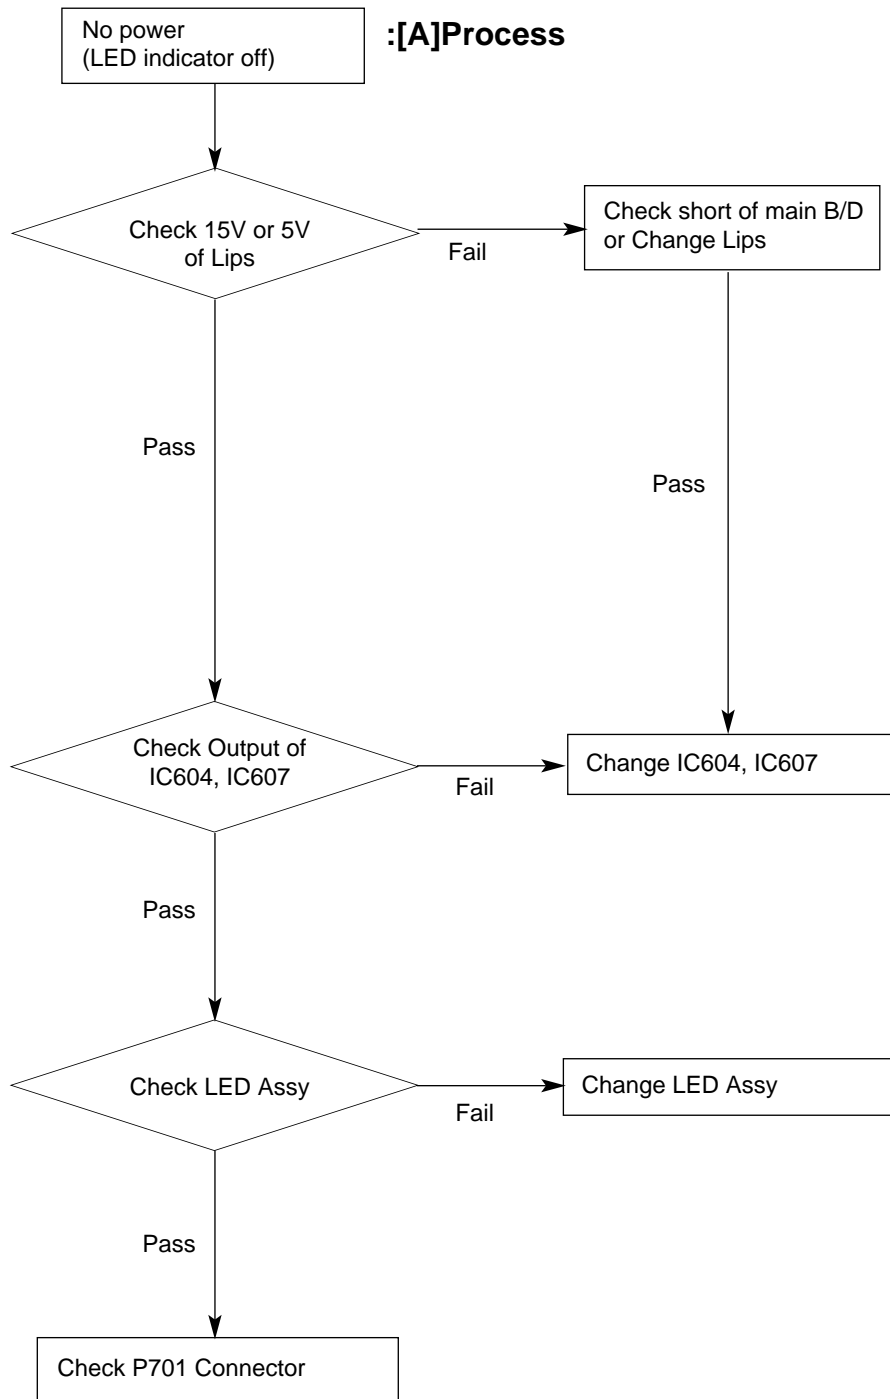 No power
(LED indicator off)
:[A]Process
Check 15V or 5V
of Lips
Fail
Check short of main B/D
or Change Lips
Pass
Pass
Check Output of
IC604, IC607
Fail
Change IC604, IC607
Pass
Check LED Assy
Fail
Change LED Assy
Pass
Check P701 Connector